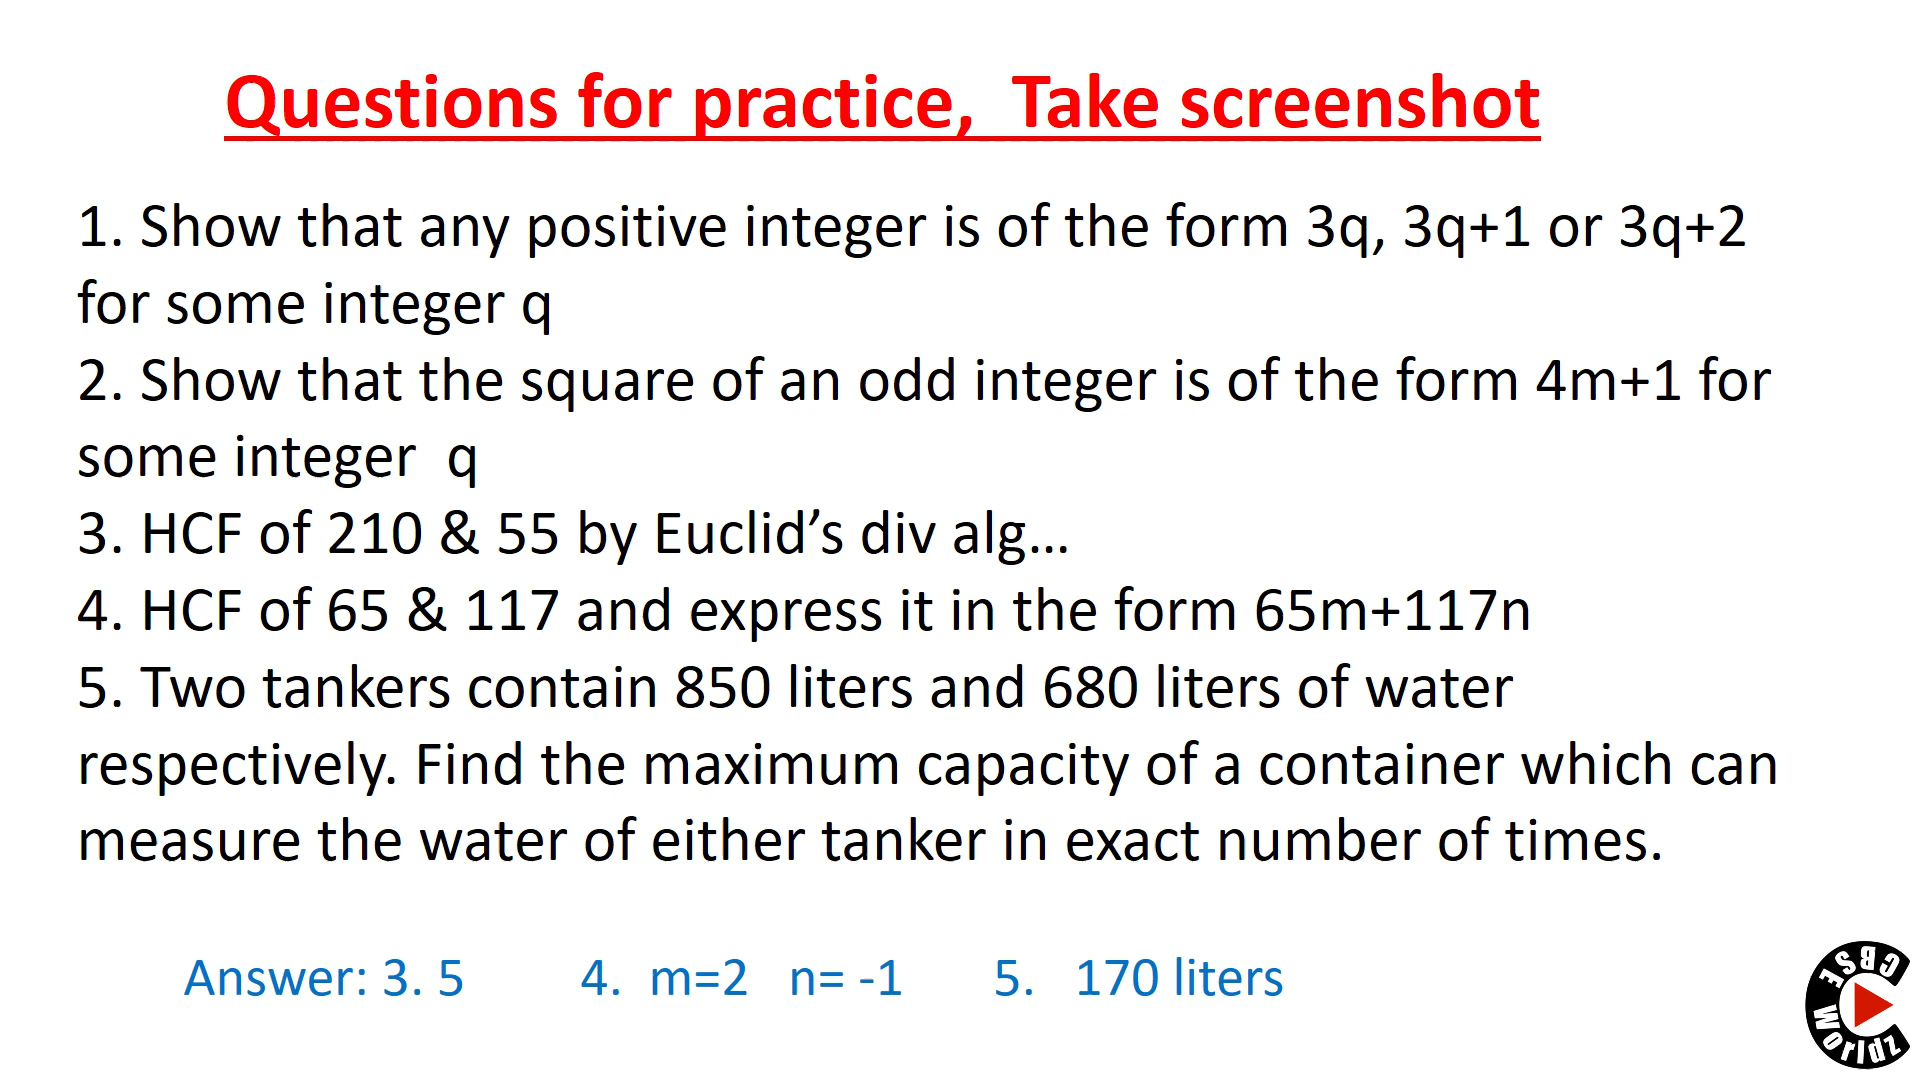 Questions for practice,  Take screenshot
1. Show that any positive integer is of the form 3q, 3q+1 or 3q+2
for some integer q
2. Show that the square of an odd integer is of the form 4m+1 for
some integer  q
3. HCF of 210 & 55 by Euclid’s div alg…
4. HCF of 65 & 117 and express it in the form 65m+117n
5. Two tankers contain 850 liters and 680 liters of water
respectively. Find the maximum capacity of a container which can
measure the water of either tanker in exact number of times.
Answer: 3. 5 4. m=2 n= -1 5. 170 liters
CBSE Worldz